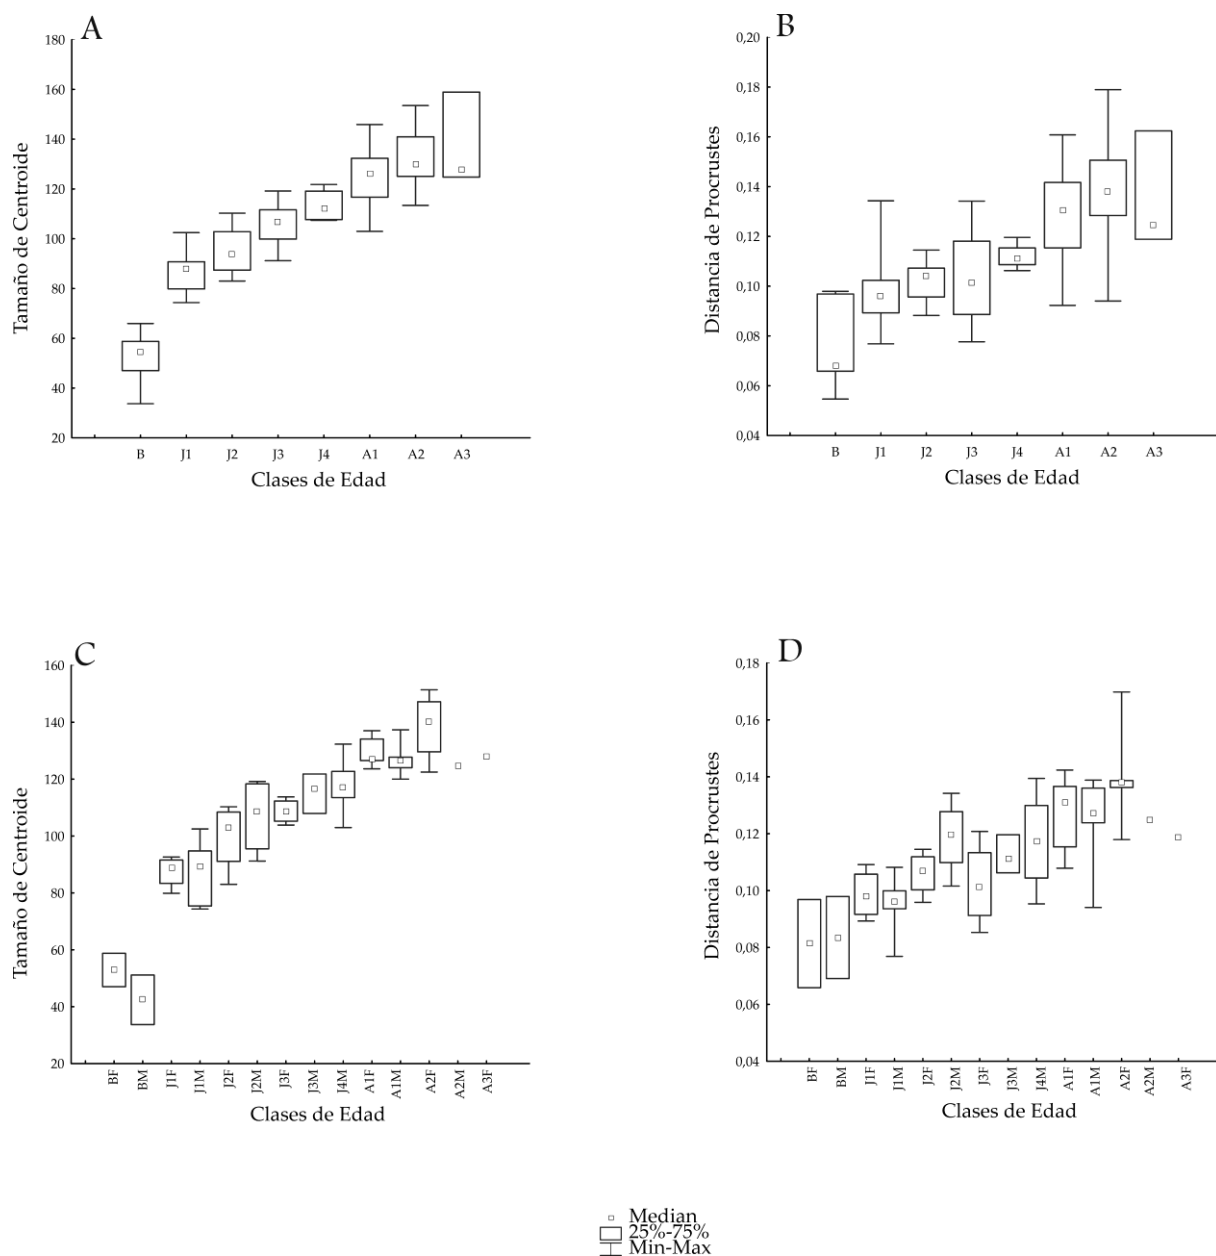 A
180
160
140
120
100
80
60
40
20
Tamaño de Centroide
B J1 J2 J3 J4 A1 A2 A3
Clases de Edad
B
0,20
0,18
0,16
0,14
0,12
0,10
0,08
0,06
0,04
Distancia de Procrustes
B J1 J2 J3 J4 A1 A2 A3
Clases de Edad
C
160
140
120
100
80
60
40
20
Tamaño de Centroide
BF BM J1F J1M J2F J2M J3F J3M J4M A1F A1M A2F A2M A3F
Clases de Edad
D
0,18
0,16
0,14
0,12
0,10
0,08
0,06
0,04
Distancia de Procrustes
BF BM J1F J1M J2F J2M J3F J3M J4M A1F A1M A2F A2M A3F
Clases de Edad
Median
25%-75%
Min-Max